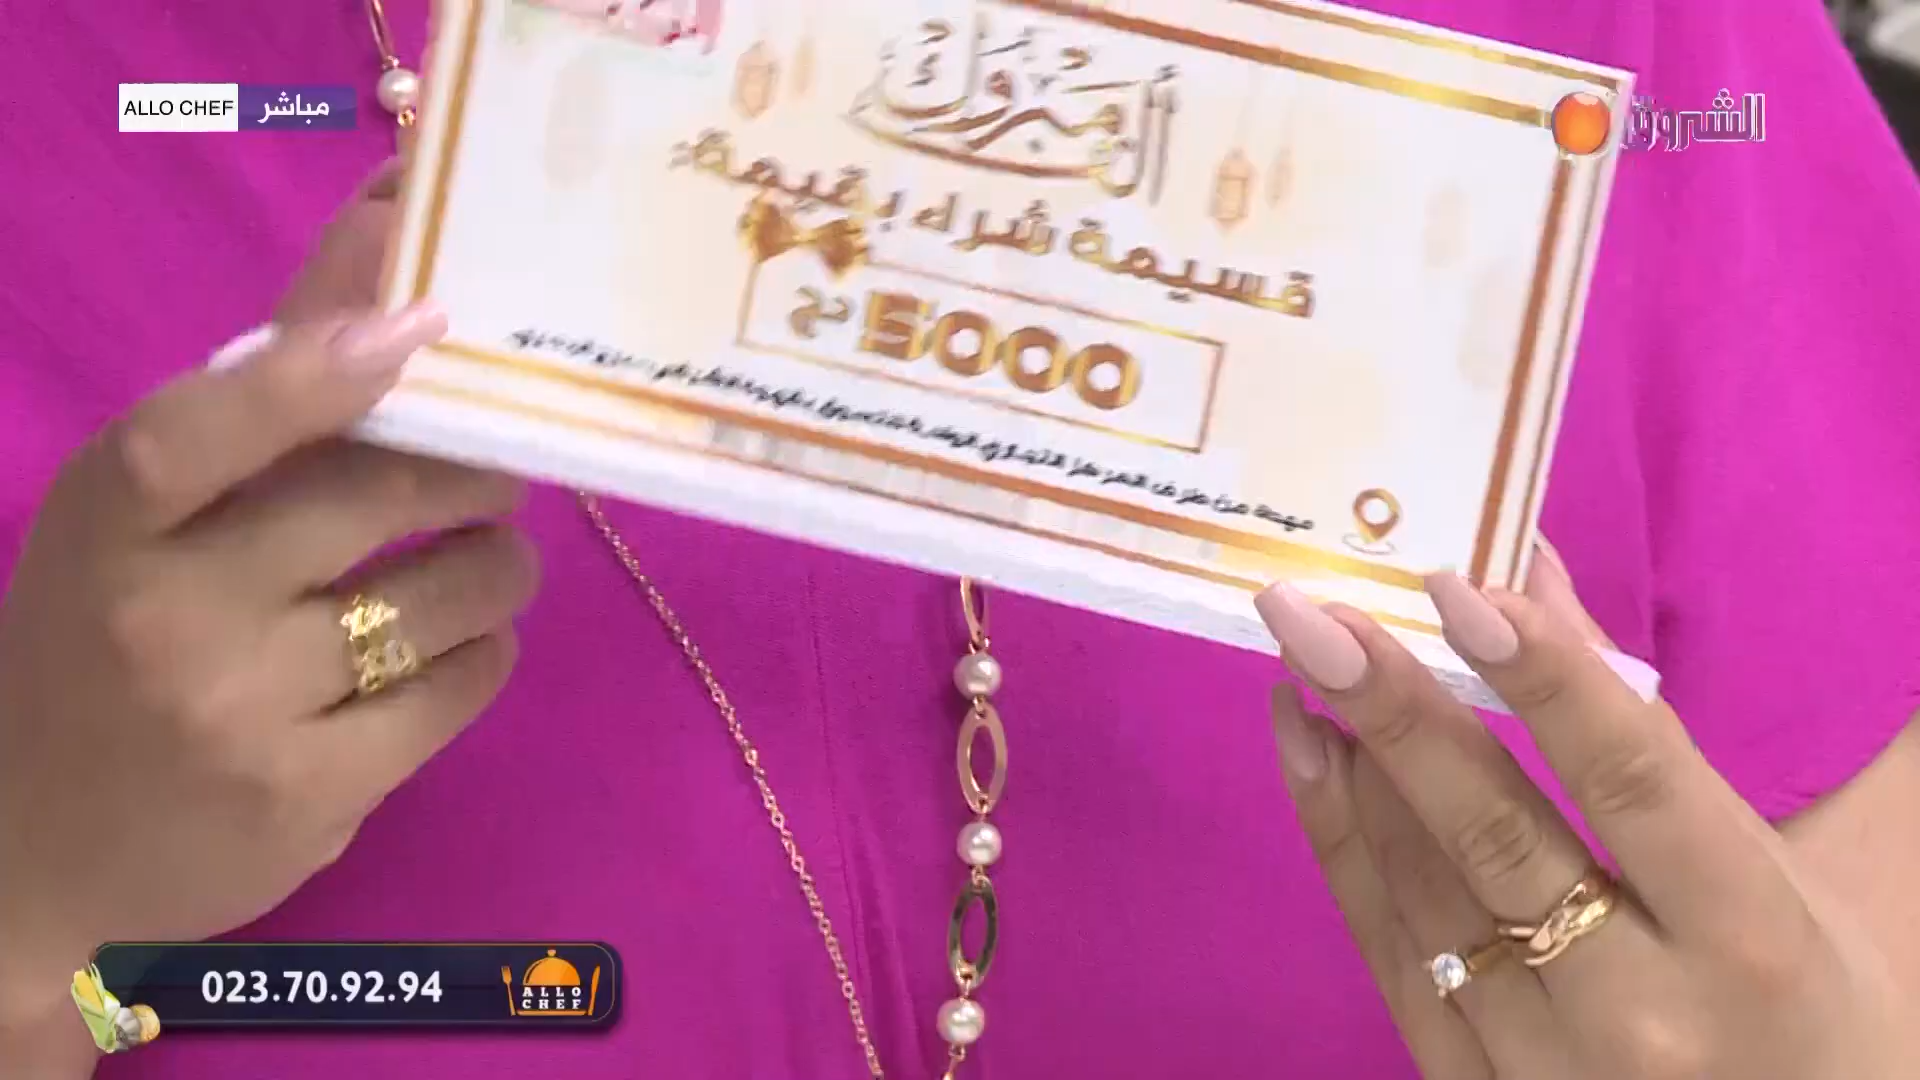 ALLO CHEF مباشر
الشروق
ألف مبروك
قسيمة شراء بقيمة:
5000 دج
023.70.92.94
ALLO
CHEF